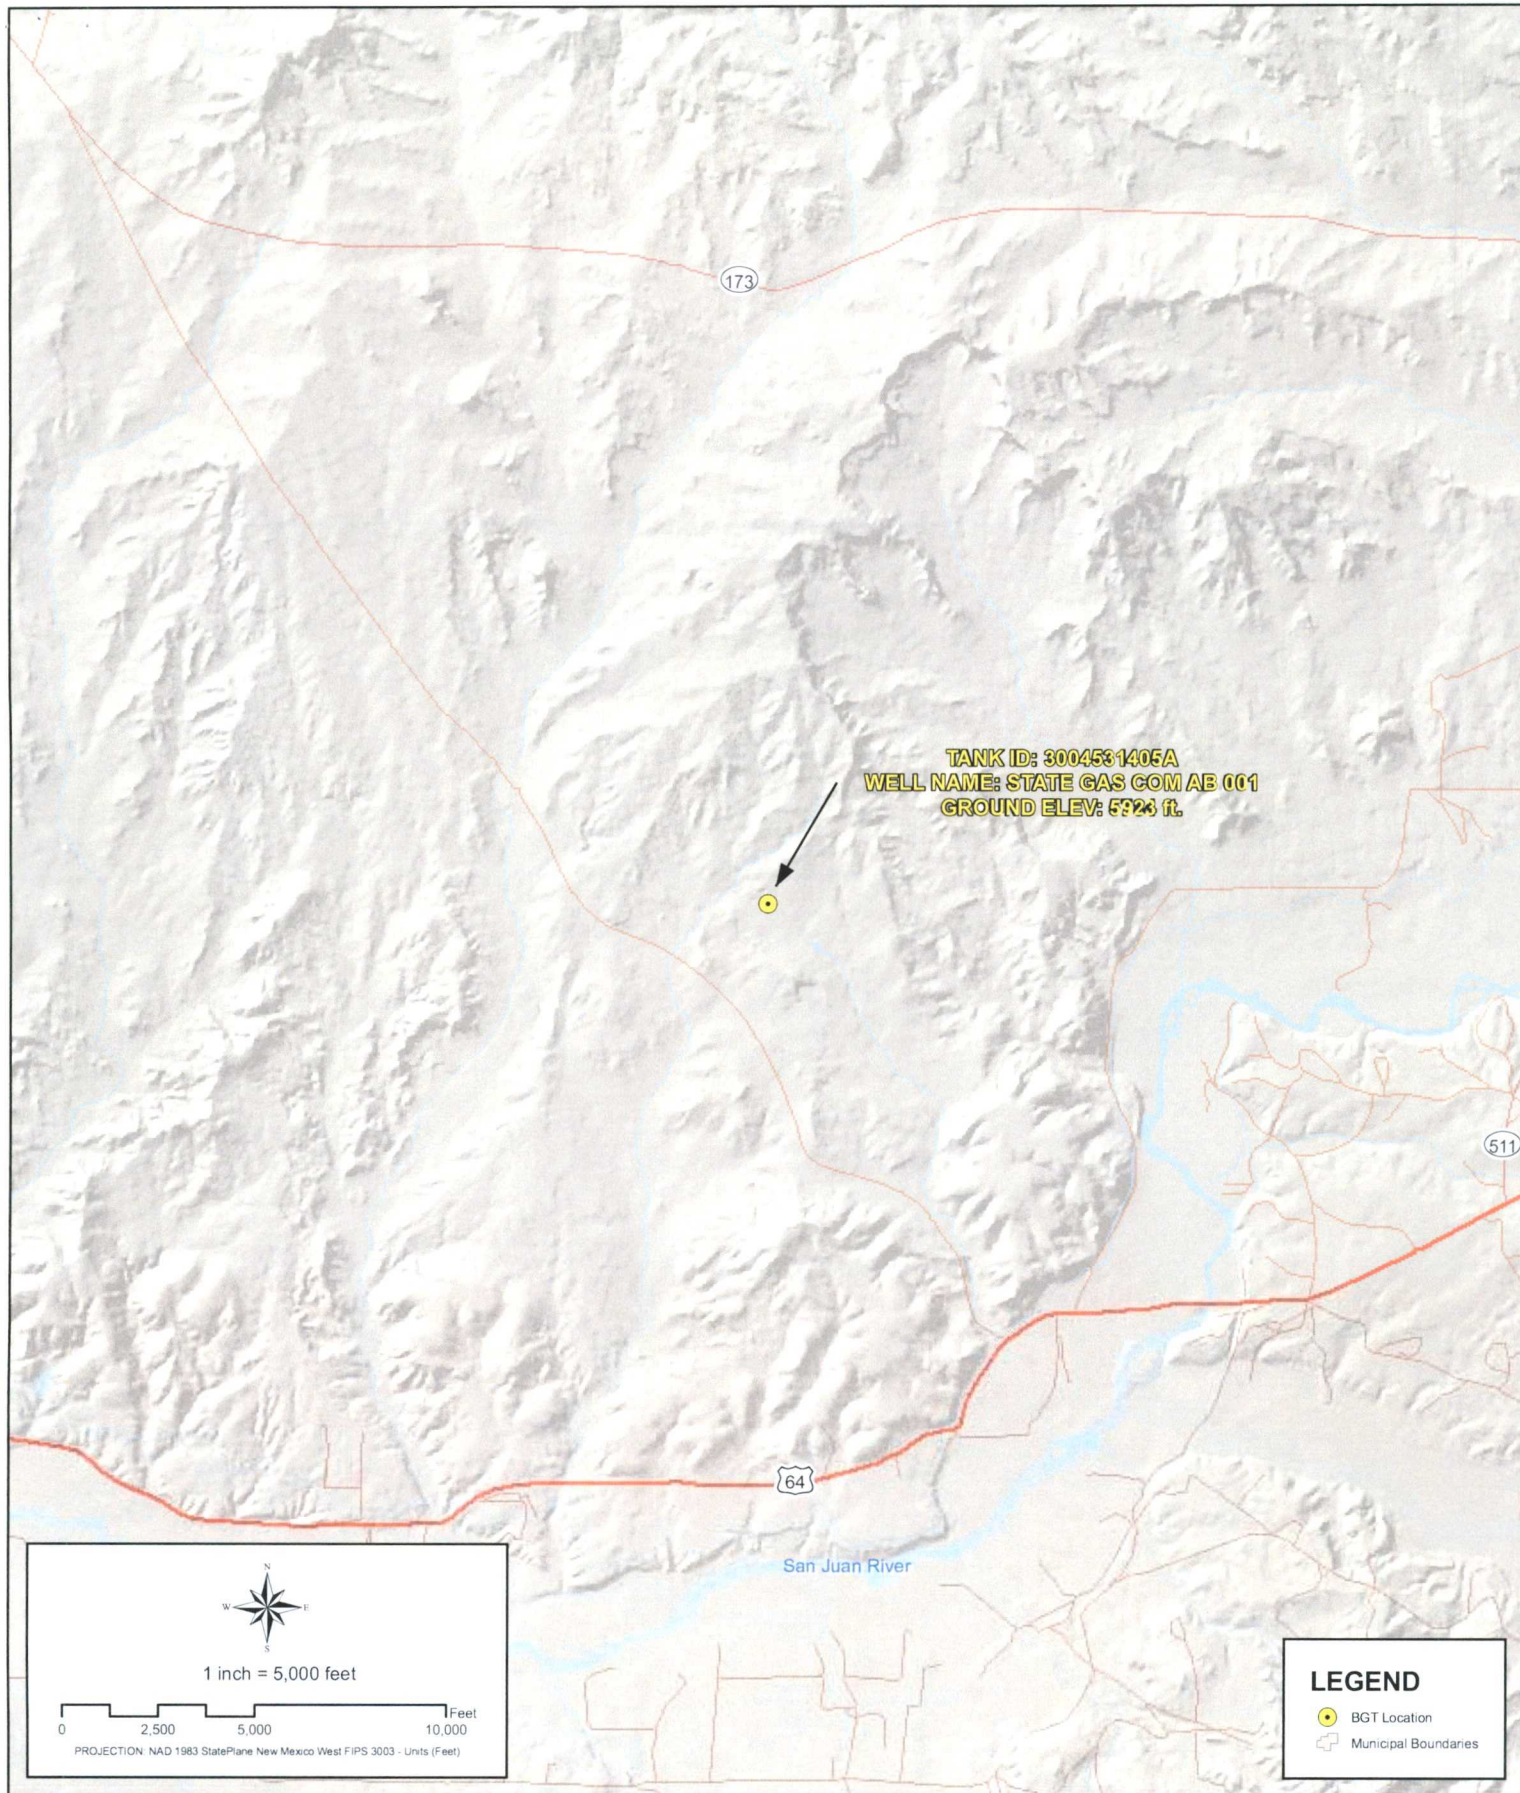 173
TANK ID: 3004531405A
WELL NAME: STATE GAS COM AB 001
GROUND ELEV: ft.
511
64
San Juan River
N
W E
S
1 inch = 5,000 feet
Feet
0 2,500 5,000 10,000
PROJECTION: NAD 1983 StatePlane New Mexico West FIPS 3003 - Units (Feet)
LEGEND
BGT Location
Municipal Boundaries